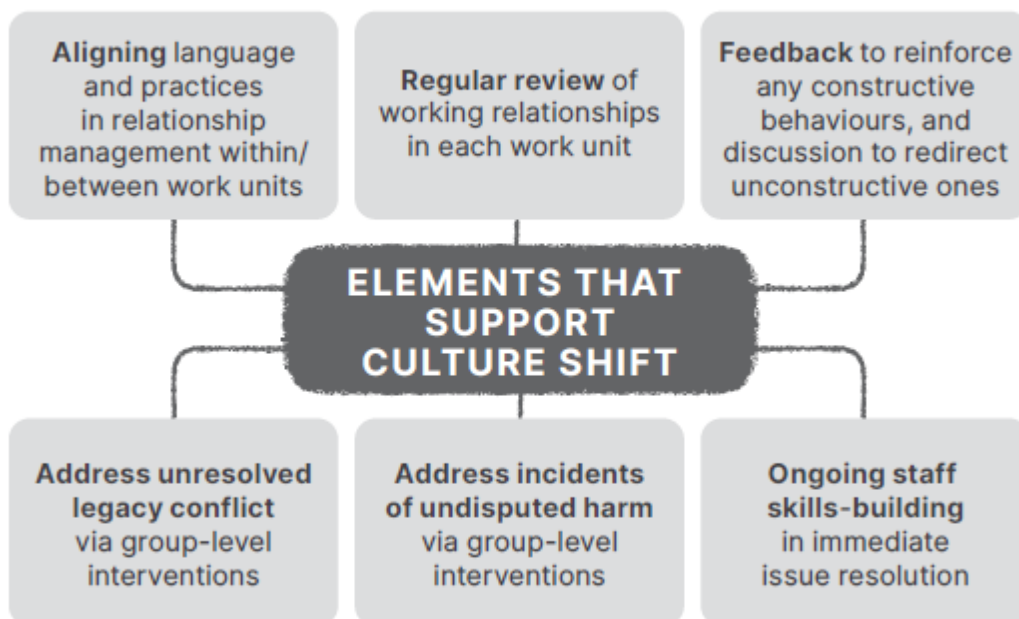 Aligning language
and practices
in relationship
management within/
between work units
Regular review of
working relationships
in each work unit
Feedback to reinforce
any constructive
behaviours, and
discussion to redirect
unconstructive ones
ELEMENTS THAT
SUPPORT
CULTURE SHIFT
Address unresolved
legacy conflict
via group-level
interventions
Address incidents
of undisputed harm
via group-level
interventions
Ongoing staff
skills-building
in immediate
issue resolution